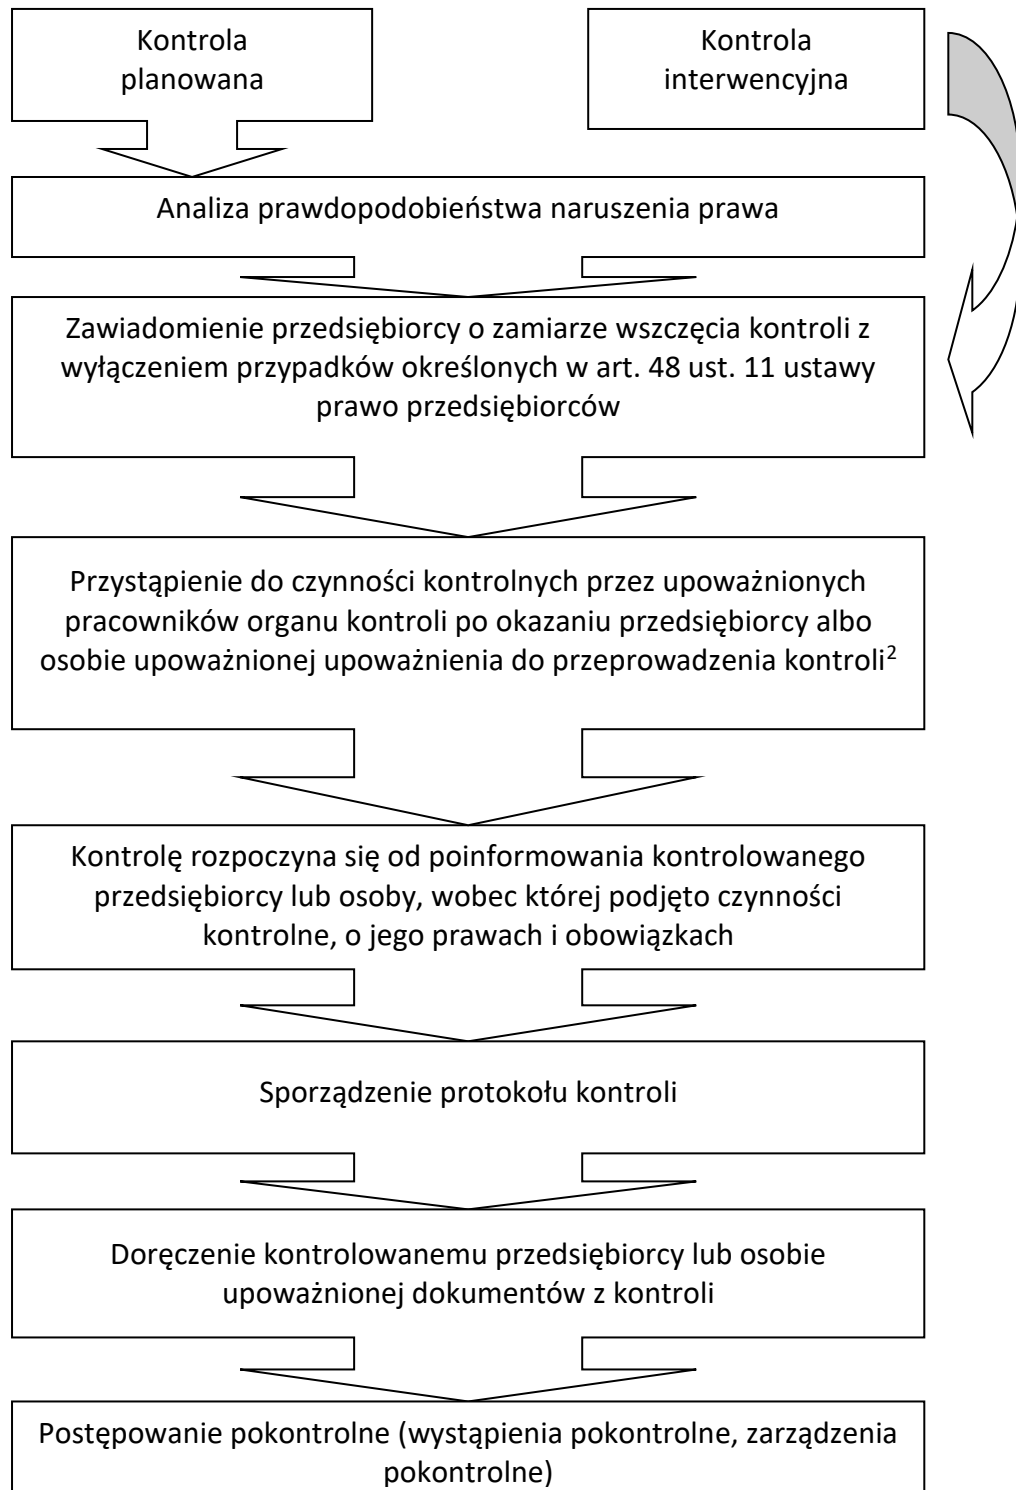 Kontrola
planowana
Kontrola
interwencyjna
Analiza prawdopodobieństwa naruszenia prawa
Zawiadomienie przedsiębiorcy o zamiarze wszczęcia kontroli z
wyłączeniem przypadków określonych w art. 48 ust. 11 ustawy
prawo przedsiębiorców
Przystąpienie do czynności kontrolnych przez upoważnionych
pracowników organu kontroli po okazaniu przedsiębiorcy albo
osobie upoważnionej upoważnienia do przeprowadzenia kontroli²
Kontrolę rozpoczyna się od poinformowania kontrolowanego
przedsiębiorcy lub osoby, wobec której podjęto czynności
kontrolne, o jego prawach i obowiązkach
Sporządzenie protokołu kontroli
Doręczenie kontrolowanemu przedsiębiorcy lub osobie
upoważnionej dokumentów z kontroli
Postępowanie pokontrolne (wystąpienia pokontrolne, zarządzenia
pokontrolne)